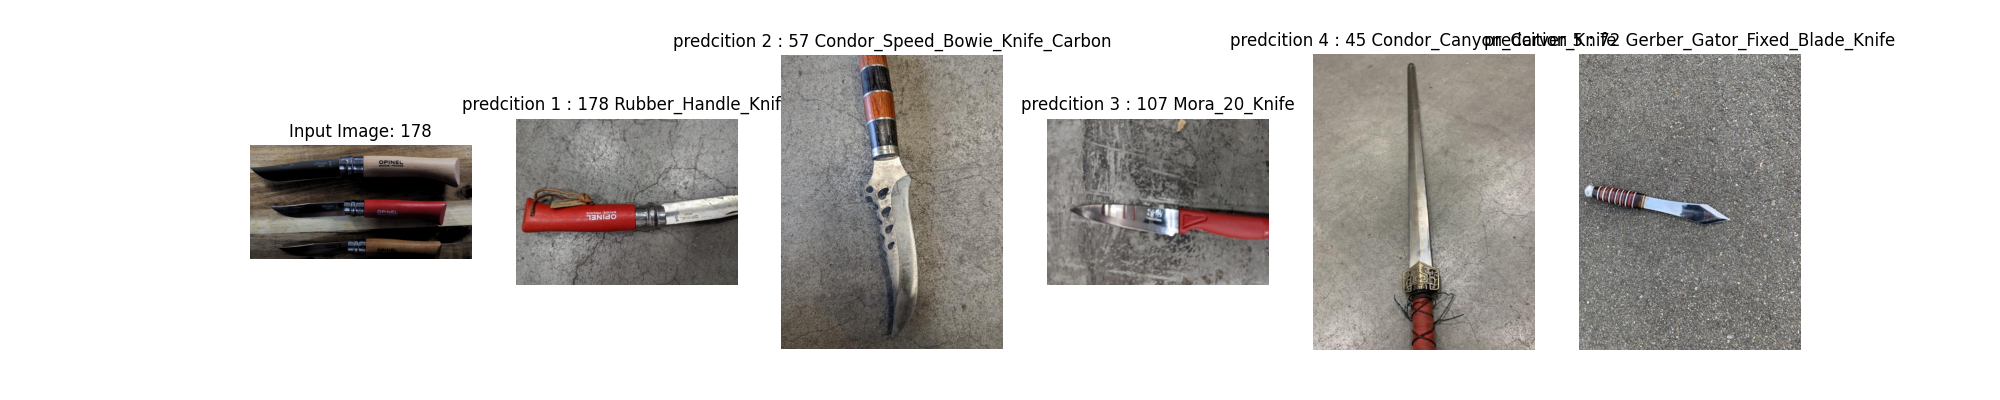 Input Image: 178
predcition 1 : 178 Rubber_Handle_Knif
predcition 2 : 57 Condor_Speed_Bowie_Knife_Carbon
predcition 3 : 107 Mora_20_Knife
predcition 4 : 45 Condor_Canyon_Carver_Knife
predcition 5 : 72 Gerber_Gator_Fixed_Blade_Knife
OPINEL
OPINEL
OPINEL